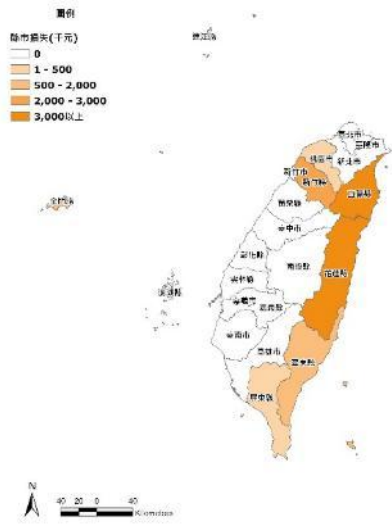 圖例
縣市損失(千元)
0
1 - 500
500 - 2,000
2,000 - 3,000
3,000以上
連江縣
臺北市
基隆市
桃園市
新北市
新竹市
新竹縣
宜蘭縣
金門縣
苗栗縣
臺中市
彰化縣
南投縣
花蓮縣
澎湖縣
雲林縣
嘉義市
嘉義縣
臺南市
高雄市
臺東縣
屏東縣
N
40 20 0 40
Kilometers